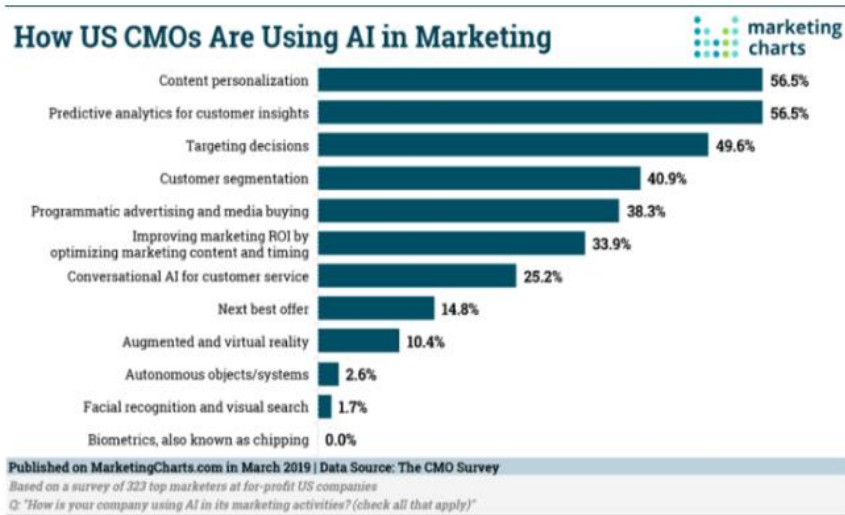 How US CMOs Are Using AI in Marketing
marketing
charts
Content personalization 56.5%
Predictive analytics for customer insights 56.5%
Targeting decisions 49.6%
Customer segmentation 40.9%
Programmatic advertising and media buying 38.3%
Improving marketing ROI by
optimizing marketing content and timing 33.9%
Conversational AI for customer service 25.2%
Next best offer 14.8%
Augmented and virtual reality 10.4%
Autonomous objects/systems 2.6%
Facial recognition and visual search 1.7%
Biometrics, also known as chipping 0.0%
Published on MarketingCharts.com in March 2019 | Data Source: The CMO Survey
Based on a survey of 323 top marketers at for-profit US companies
Q: "How is your company using AI in its marketing activities? (check all that apply)"